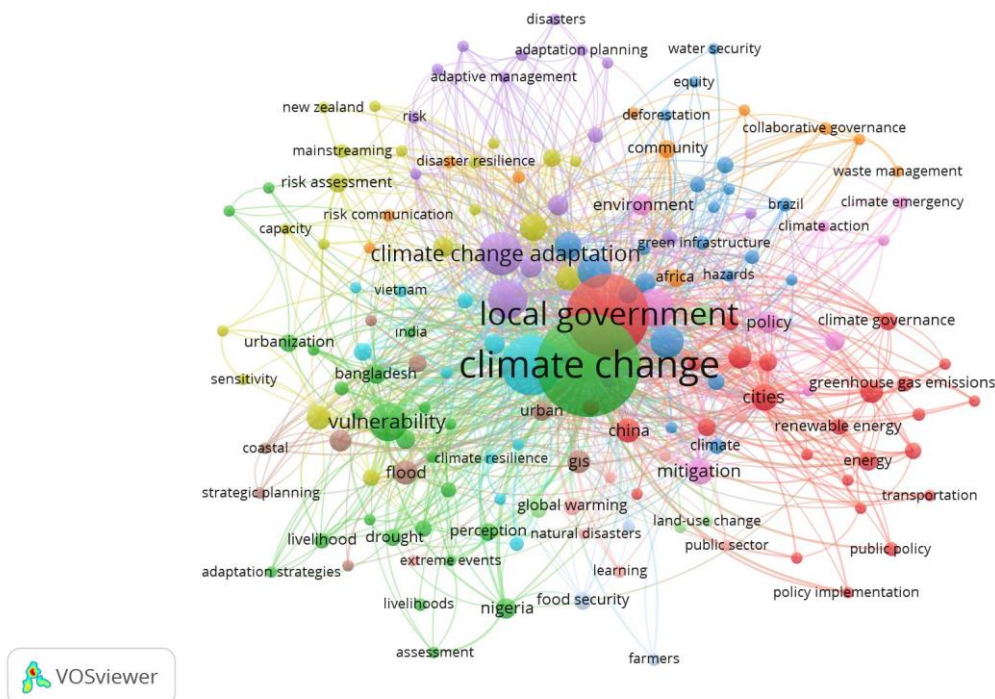 disasters
adaptation planning
water security
adaptive management
equity
new zealand
risk
deforestation
collaborative governance
mainstreaming
disaster resilience
community
waste management
risk assessment
environment
brazil
climate emergency
risk communication
climate action
capacity
green infrastructure
climate change adaptation
africa
hazards
vietnam
local government
policy
climate governance
india
urbanization
climate change
bangladesh
sensitivity
greenhouse gas emissions
cities
urban
vulnerability
renewable energy
china
coastal
climate
climate resilience
gis
energy
flood
mitigation
strategic planning
transportation
global warming
land-use change
perception
natural disasters
livelihood
drought
public sector
public policy
extreme events
adaptation strategies
learning
policy implementation
livelihoods
nigeria
food security
assessment
farmers
VOSviewer